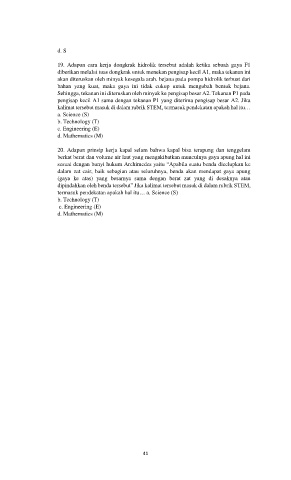 d. S
19. Adapun cara kerja dongkrak hidrolik tersebut adalah ketika sebuah gaya F1
diberikan melalui tuas dongkrak untuk menekan pengisap kecil A1, maka tekanan ini
akan diteruskan oleh minyak kesegala arah. bejana pada pompa hidrolik terbuat dari
bahan yang kuat, maka gaya ini tidak cukup untuk mengubah bentuk bejana.
Sehingga, tekanan ini diteruskan oleh minyak ke pengisap besar A2. Tekanan P1 pada
pengisap kecil A1 sama dengan tekanan P1 yang diterima pengisap besar A2. Jika
kalimat tersebut masuk di dalam rubrik STEM, termasuk pendekatan apakah hal itu…
a. Science (S)
b. Technology (T)
c. Engineering (E)
d. Mathematics (M)
20. Adapun prinsip kerja kapal selam bahwa kapal bisa terapung dan tenggelam
berkat berat dan volume air laut yang mengakibatkan munculnya gaya apung hal ini
sesuai dengan bunyi hukum Archimedes yaitu "Apabila suatu benda dicelupkan ke
dalam zat cair, baik sebagian atau seluruhnya, benda akan mendapat gaya apung
(gaya ke atas) yang besarnya sama dengan berat zat yang di desaknya atau
dipindahkan oleh benda tersebut" Jika kalimat tersebut masuk di dalam rubrik STEM,
termasuk pendekatan apakah hal itu… a. Science (S)
b. Technology (T)
c. Engineering (E)
d. Mathematics (M)
41